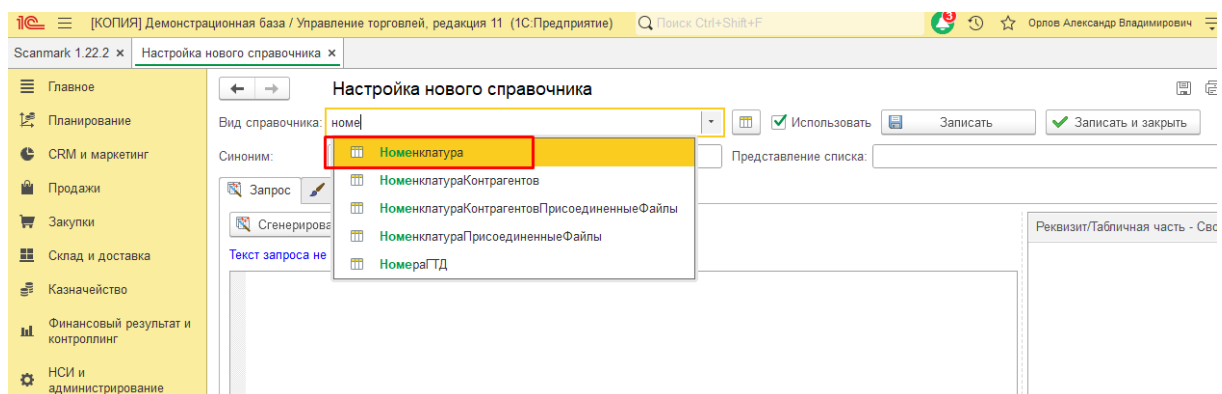 1С [КОПИЯ] Демонстрационная база / Управление торговлей, редакция 11 (1С:Предприятие) Поиск Ctrl+Shift+F 3 Орлов Александр Владимирович
Scanmark 1.22.2 × Настройка нового справочника ×
Главное
Планирование
CRM и маркетинг
Продажи
Закупки
Склад и доставка
Казначейство
Финансовый результат и
контроллинг
НСИ и
администрирование
Настройка нового справочника
Вид справочника: номе Использовать Записать Записать и закрыть
Синоним: Представление списка:
Номенклатура
НоменклатураКонтрагентов
НоменклатураКонтрагентовПрисоединенныеФайлы
НоменклатураПрисоединенныеФайлы
НомераГТД
Запрос
Сгенерирова
Текст запроса не
Реквизит/Табличная часть - Сво